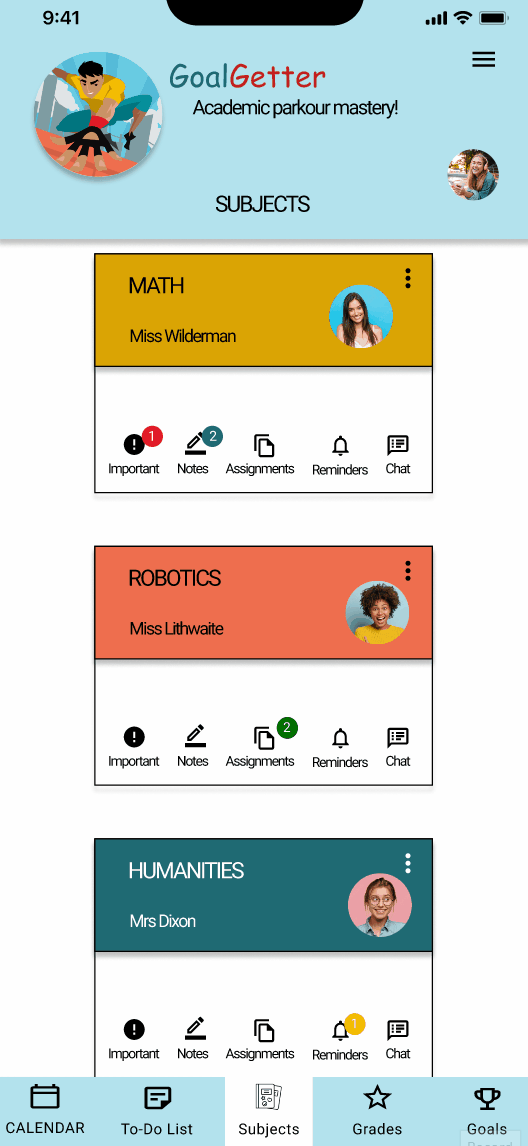 9:41
GoalGetter
Academic parkour mastery!
SUBJECTS
MATH
Miss Wilderman
1
2
Important Notes Assignments Reminders Chat
ROBOTICS
Miss Lithwaite
2
Important Notes Assignments Reminders Chat
HUMANITIES
Mrs Dixon
1
Important Notes Assignments Reminders Chat
CALENDAR To-Do List Subjects Grades Goals